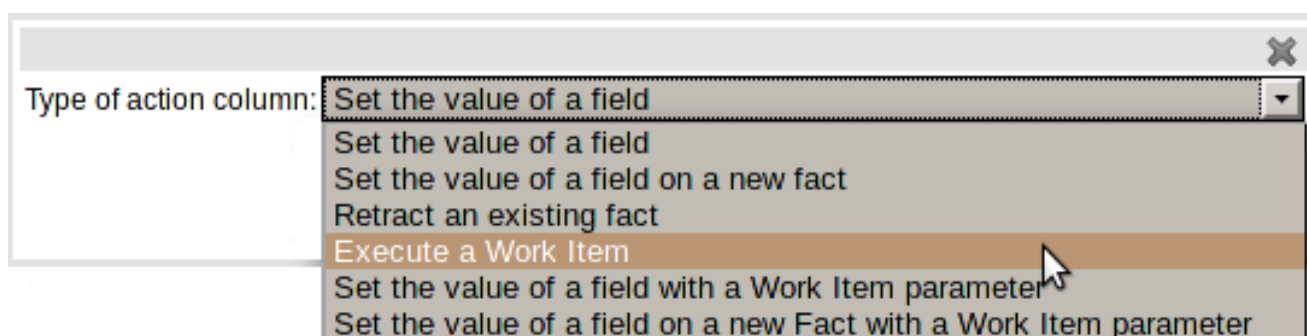 Type of action column: Set the value of a field
Set the value of a field
Set the value of a field on a new fact
Retract an existing fact
Execute a Work Item
Set the value of a field with a Work Item parameter
Set the value of a field on a new Fact with a Work Item parameter